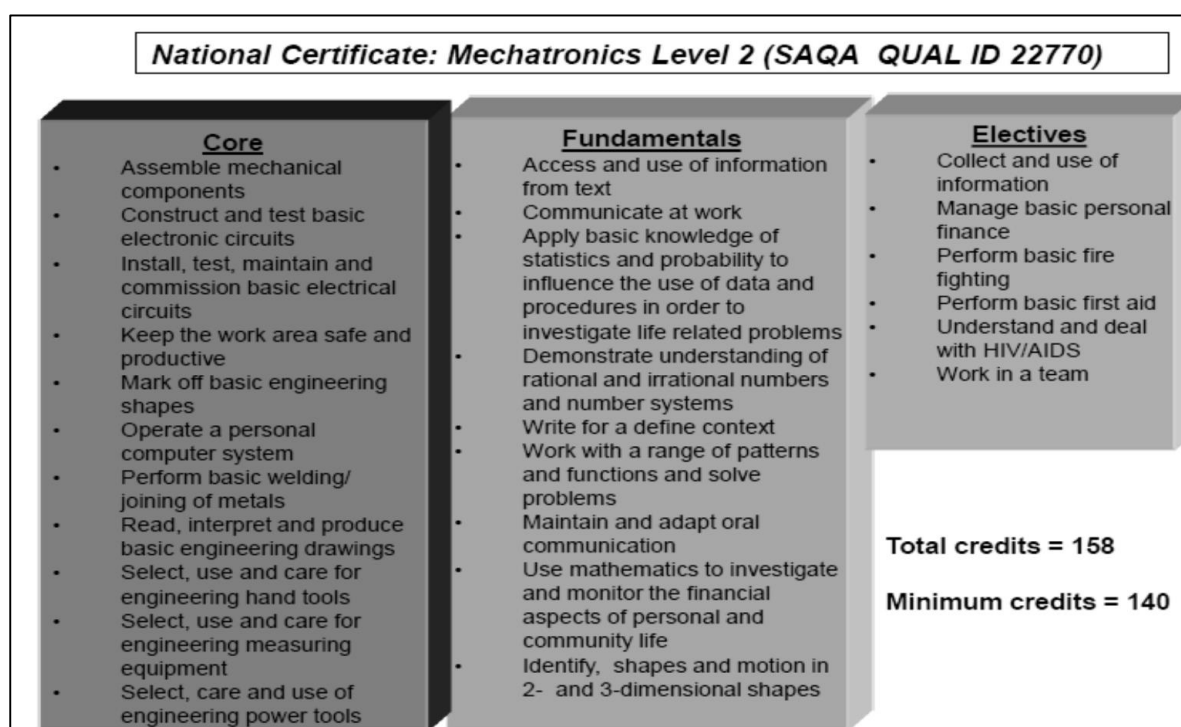 National Certificate: Mechatronics Level 2 (SAQA QUAL ID 22770)
Core
• Assemble mechanical
components
• Construct and test basic
electronic circuits
• Install, test, maintain and
commission basic electrical
circuits
• Keep the work area safe and
productive
• Mark off basic engineering
shapes
• Operate a personal
computer system
• Perform basic welding/
joining of metals
• Read, interpret and produce
basic engineering drawings
• Select, use and care for
engineering hand tools
• Select, use and care for
engineering measuring
equipment
• Select, care and use of
engineering power tools
Fundamentals
• Access and use of information
from text
• Communicate at work
• Apply basic knowledge of
statistics and probability to
influence the use of data and
procedures in order to
investigate life related problems
• Demonstrate understanding of
rational and irrational numbers
and number systems
• Write for a define context
• Work with a range of patterns
and functions and solve
problems
• Maintain and adapt oral
communication
• Use mathematics to investigate
and monitor the financial
aspects of personal and
community life
• Identify, shapes and motion in
2- and 3-dimensional shapes
Electives
• Collect and use of
information
• Manage basic personal
finance
• Perform basic fire
fighting
• Perform basic first aid
• Understand and deal
with HIV/AIDS
• Work in a team
Total credits = 158
Minimum credits = 140